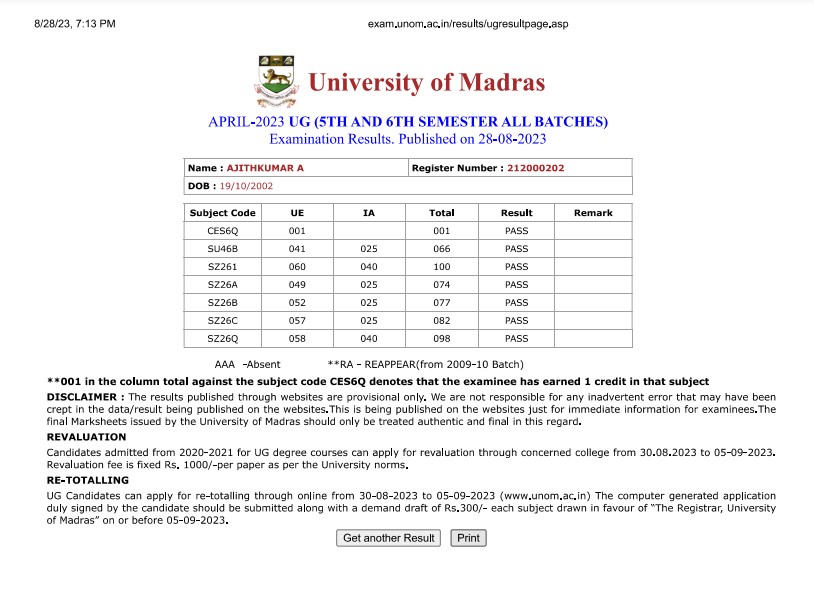 8/28/23, 7:13 PM exam.unom.ac.in/results/ugresultpage.asp
University of Madras
APRIL-2023 UG (5TH AND 6TH SEMESTER ALL BATCHES)
Examination Results. Published on 28-08-2023
Name : AJITHKUMAR A Register Number : 212000202
DOB : 19/10/2002
Subject Code UE IA Total Result Remark
CES6Q 001 001 PASS
SU46B 041 025 066 PASS
SZ261 060 040 100 PASS
SZ26A 049 025 074 PASS
SZ26B 052 025 077 PASS
SZ26C 057 025 082 PASS
SZ26Q 058 040 098 PASS
AAA -Absent **RA - REAPPEAR(from 2009-10 Batch)
**001 in the column total against the subject code CES6Q denotes that the examinee has earned 1 credit in that subject
DISCLAIMER : The results published through websites are provisional only. We are not responsible for any inadvertent error that may have been
crept in the data/result being published on the websites.This is being published on the websites just for immediate information for examinees.The
final Marksheets issued by the University of Madras should only be treated authentic and final in this regard.
REVALUATION
Candidates admitted from 2020-2021 for UG degree courses can apply for revaluation through concerned college from 30.08.2023 to 05-09-2023.
Revaluation fee is fixed Rs. 1000/-per paper as per the University norms.
RE-TOTALLING
UG Candidates can apply for re-totalling through online from 30-08-2023 to 05-09-2023 (www.unom.ac.in) The computer generated application
duly signed by the candidate should be submitted along with a demand draft of Rs.300/- each subject drawn in favour of "The Registrar, University
of Madras" on or before 05-09-2023.
Get another Result Print